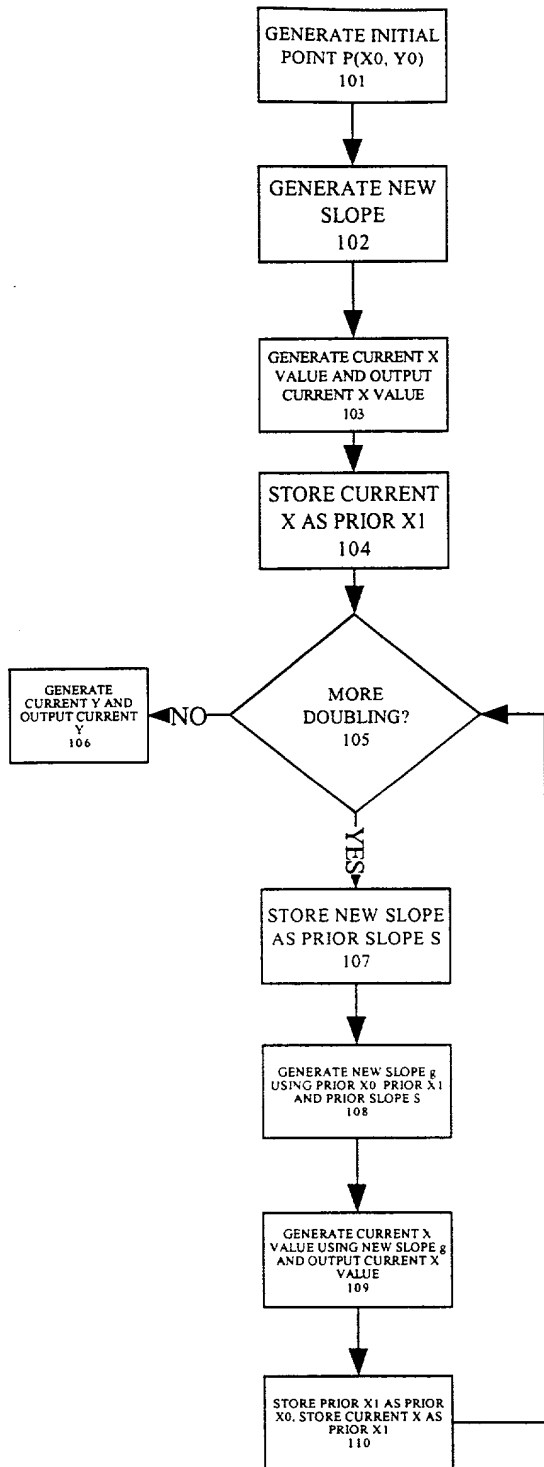 GENERATE INITIAL
POINT P(X0, Y0)
101
GENERATE NEW
SLOPE
102
GENERATE CURRENT X
VALUE AND OUTPUT
CURRENT X VALUE
103
STORE CURRENT
X AS PRIOR X1
104
MORE
DOUBLING?
105
NO
GENERATE
CURRENT Y AND
OUTPUT CURRENT
Y
106
YES
STORE NEW SLOPE
AS PRIOR SLOPE S
107
GENERATE NEW SLOPE g
USING PRIOR X0 PRIOR X1
AND PRIOR SLOPE S
108
GENERATE CURRENT X
VALUE USING NEW SLOPE g
AND OUTPUT CURRENT X
VALUE
109
STORE PRIOR X1 AS PRIOR
X0, STORE CURRENT X AS
PRIOR X1
110